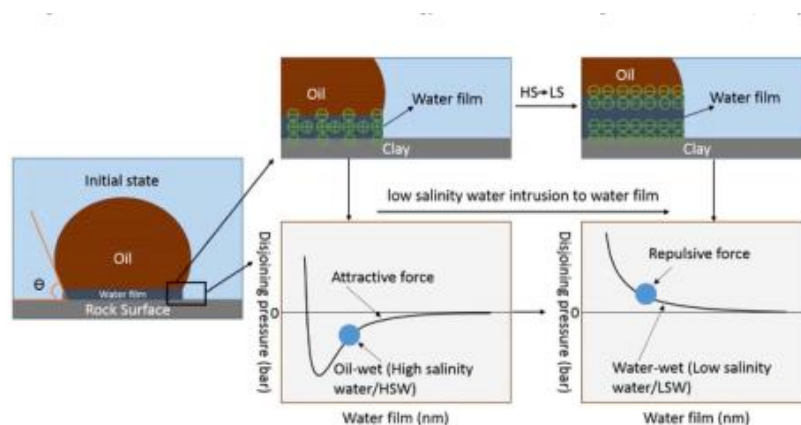 Initial state
Oil
Water film
Rock Surface
Θ
Oil
Water film
Clay
HS→LS
Oil
Water film
Clay
low salinity water intrusion to water film
Disjoining pressure (bar)
0
Attractive force
Oil-wet (High salinity
water/HSW)
Water film (nm)
Disjoining pressure (bar)
0
Repulsive force
Water-wet (Low salinity
water/LSW)
Water film (nm)